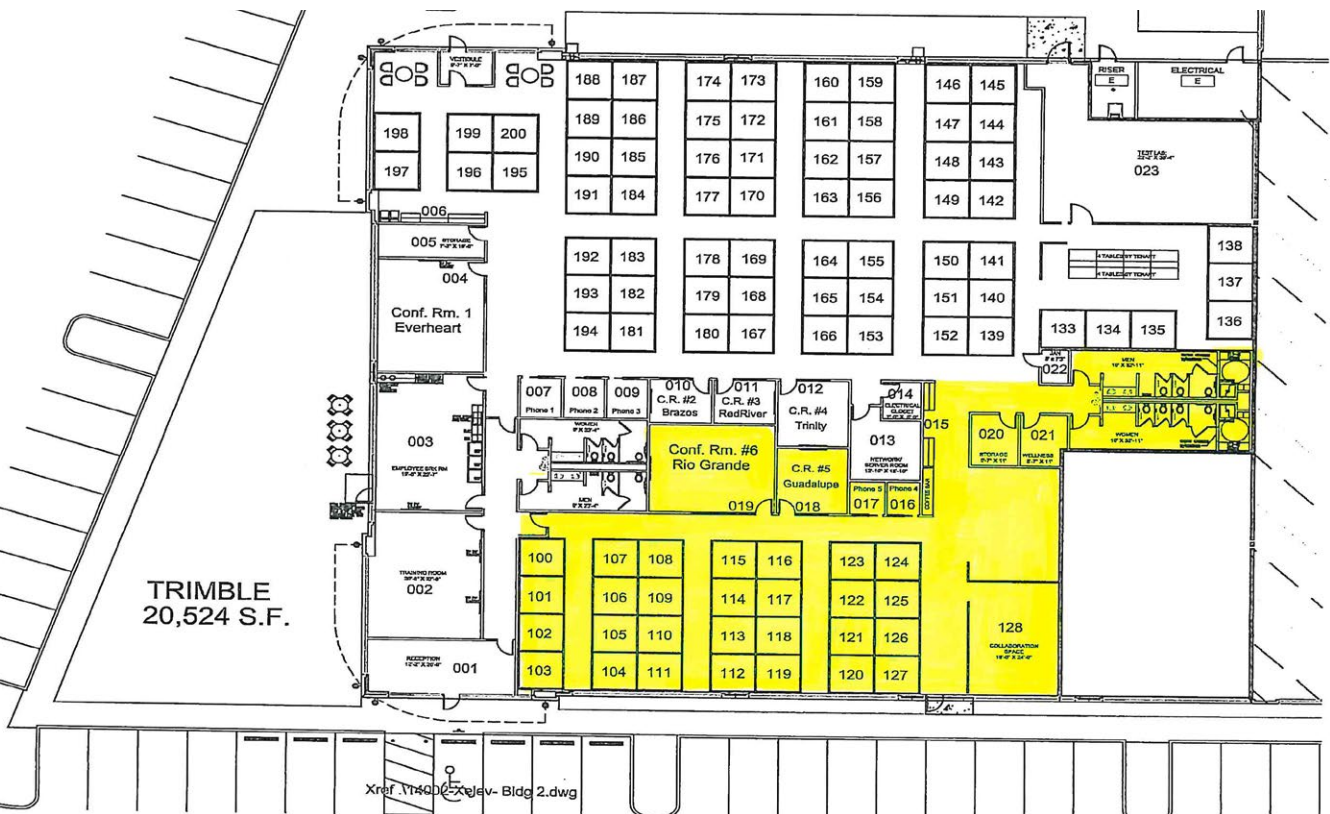 VESTIBULE
RISER
E
ELECTRICAL
E
188 187
174 173
160 159
146 145
189 186
175 172
161 158
147 144
190 185
176 171
162 157
148 143
191 184
177 170
163 156
149 142
198
199 200
197
196 195
TEST LAB
023
006
005 STORAGE
004
Conf. Rm. 1
Everheart
192 183
178 169
164 155
150 141
193 182
179 168
165 154
151 140
194 181
180 167
166 153
152 139
4 TABLES BY TENANT
4 TABLES BY TENANT
138
137
136
133 134 135
JAN
022
MEN
007
Phone 1
008
Phone 2
009
Phone 3
010
C.R. #2
Brazos
011
C.R. #3
RedRiver
012
C.R. #4
Trinity
014
ELECTRICAL
CLOSET
015
013
NETWORK/
SERVER ROOM
020
STORAGE
021
WELLNESS
WOMEN
003
EMPLOYEE BRK RM
WOMEN
MEN
Conf. Rm. #6
Rio Grande
019
C.R. #5
Guadalupe
018
Phone 5
017
Phone 4
016
COFFEE BAR
TRAINING ROOM
002
RECEPTION
001
100
107 108
115 116
123 124
101
106 109
114 117
122 125
102
105 110
113 118
121 126
103
104 111
112 119
120 127
128
COLLABORATION
SPACE
TRIMBLE
20,524 S.F.
Bldg 2.dwg